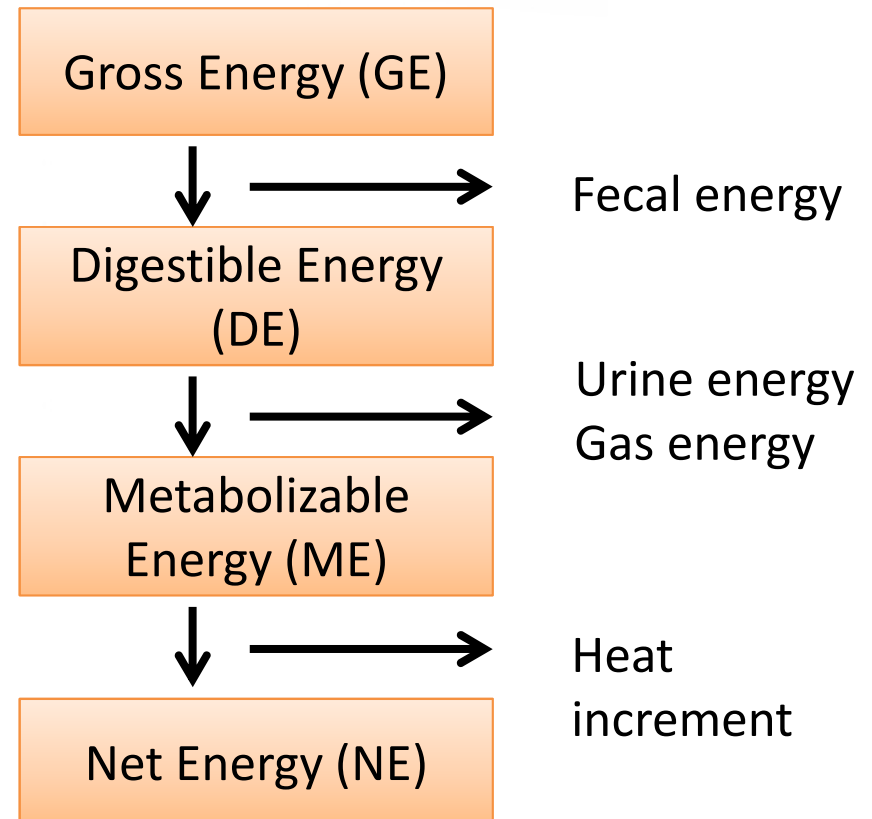 Gross Energy (GE)
Fecal energy
Digestible Energy
(DE)
Urine energy
Gas energy
Metabolizable
Energy (ME)
Heat
increment
Net Energy (NE)